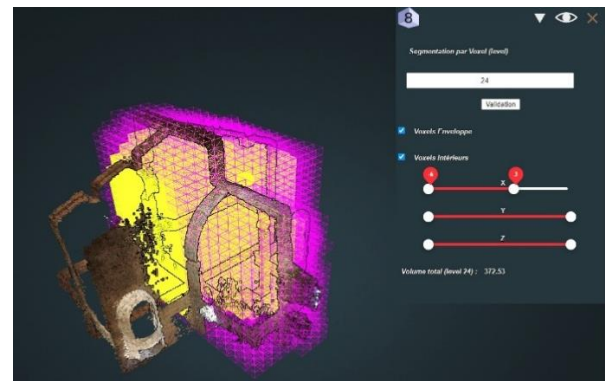 8
Segmentation par Voxel (level)
24
Validation
Voxels Enveloppe
Voxels Intérieurs
X
Y
Z
Volume total (level 24) : 372,53